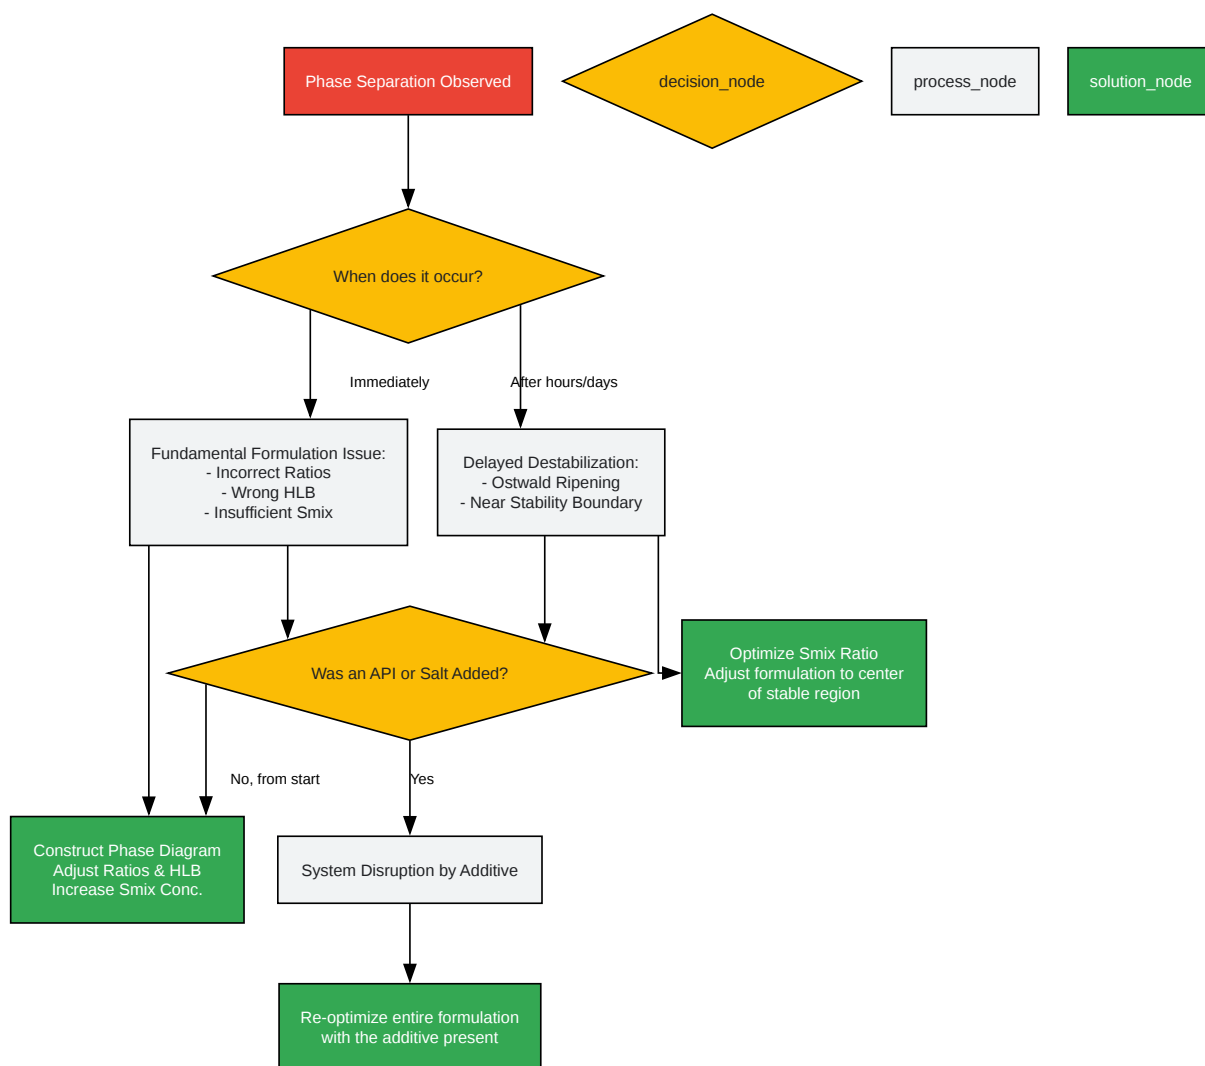 Phase Separation Observed
decision_node
process_node
solution_node
When does it occur?
Immediately
After hours/days
Fundamental Formulation Issue:
- Incorrect Ratios
- Wrong HLB
- Insufficient Smix
Delayed Destabilization:
- Ostwald Ripening
- Near Stability Boundary
Was an API or Salt Added?
Optimize Smix Ratio
Adjust formulation to center
of stable region
No, from start
Yes
Construct Phase Diagram
Adjust Ratios & HLB
Increase Smix Conc.
System Disruption by Additive
Re-optimize entire formulation
with the additive present